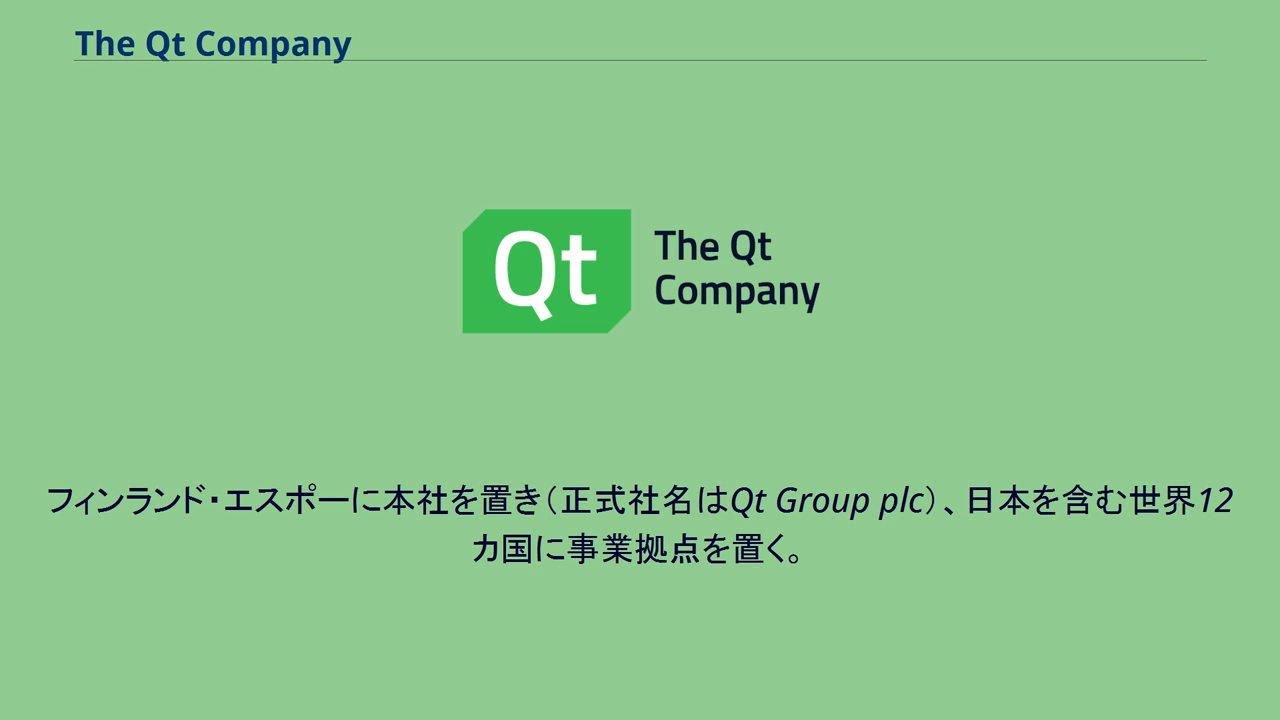 The Qt Company
Qt
The Qt
Company
フィンランド・エスポーに本社を置き（正式社名はQt Group plc）、日本を含む世界12
カ国に事業拠点を置く。